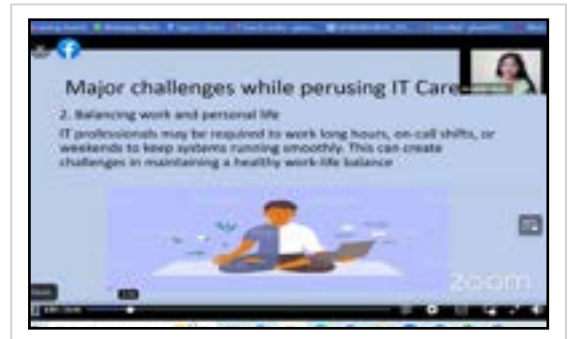 Major challenges while perusing IT Care
2. Balancing work and personal life
IT professionals may be required to work long hours, on-call shifts, or
weekends to keep systems running smoothly. This can create
challenges in maintaining a healthy work-life balance
zoom